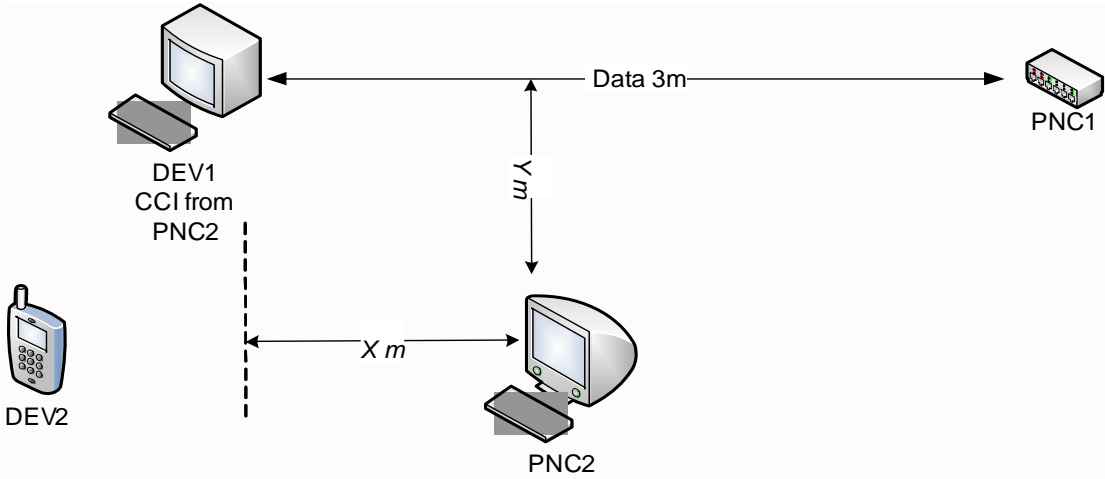 Data 3m
PNC1
DEV1
CCI from
PNC2
Y m
X m
DEV2
PNC2